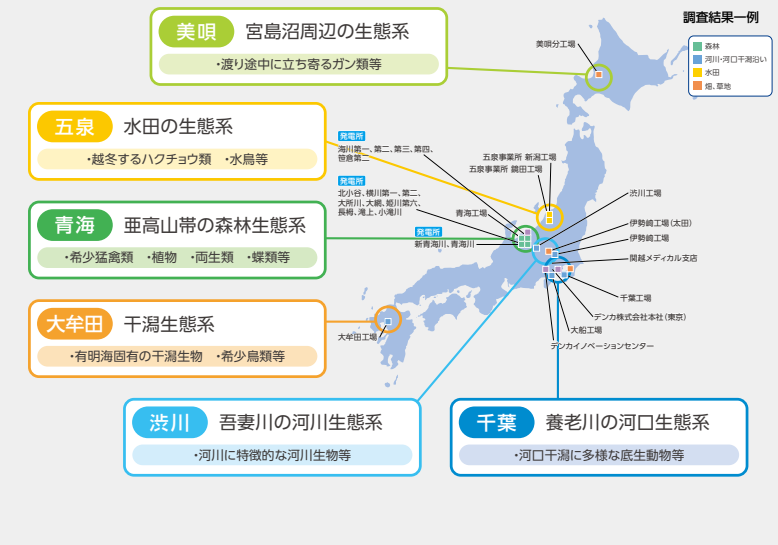 調査結果一例
森林
河川・河口干潟沿い
水田
畑、草地
美唄 宮島沼周辺の生態系
・渡り途中に立ち寄るガン類等
美唄分工場
五泉 水田の生態系
・越冬するハクチョウ類 ・水鳥等
発電所
海川第一、第二、第三、第四、
笹倉第二
五泉事業所 新潟工場
五泉事業所 鏡田工場
発電所
北小谷、横川第一、第二、
大所川、大網、姫川第六、
長栂、滝上、小滝川
青海工場
渋川工場
青海 亜高山帯の森林生態系
・希少猛禽類 ・植物 ・両生類 ・蝶類等
発電所
新青海川、青海川
伊勢崎工場(太田)
伊勢崎工場
関越メディカル支店
大牟田 干潟生態系
・有明海固有の干潟生物 ・希少鳥類等
大牟田工場
千葉工場
デンカ株式会社本社(東京)
大船工場
デンカイノベーションセンター
渋川 吾妻川の河川生態系
・河川に特徴的な河川生物等
千葉 養老川の河口生態系
・河口干潟に多様な底生動物等